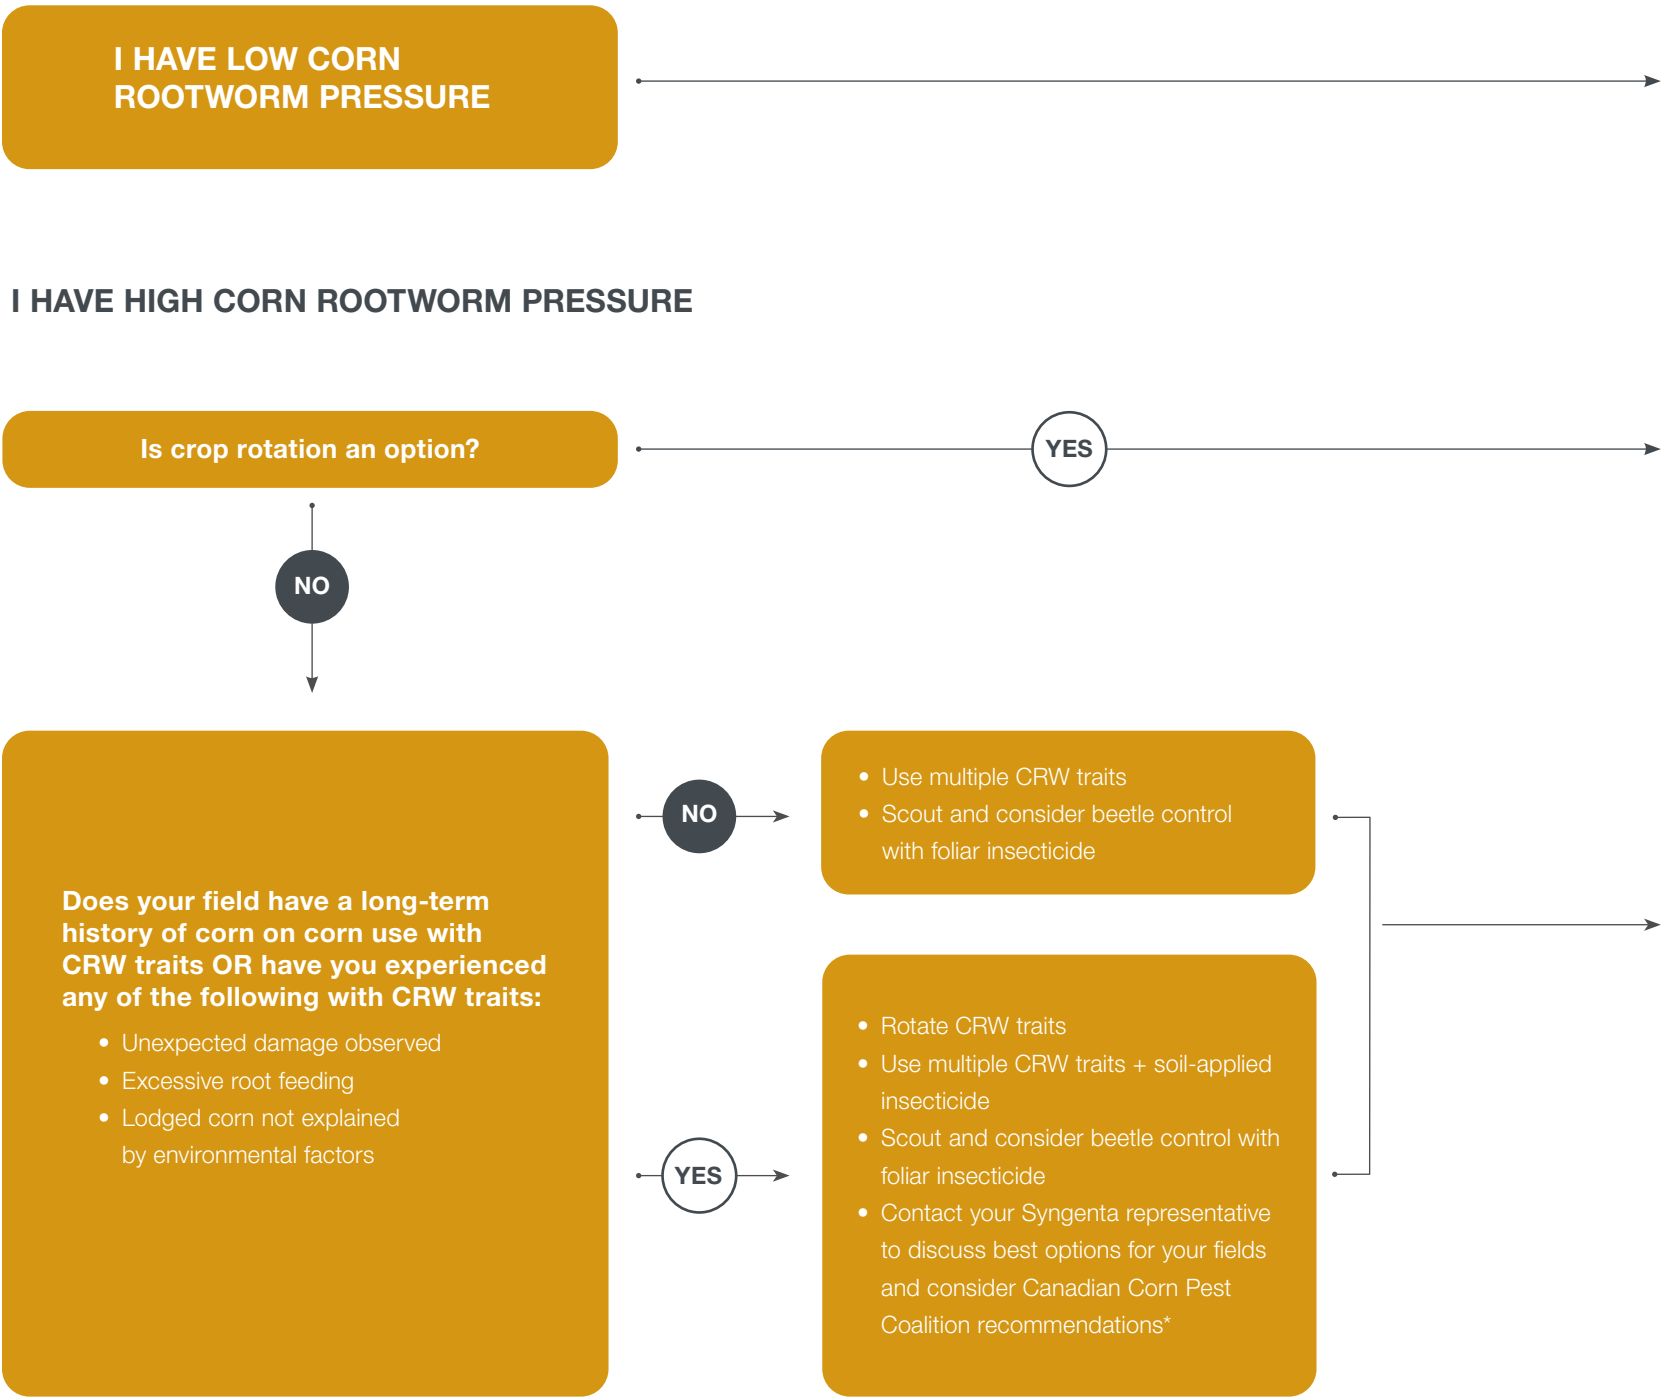 I HAVE LOW CORN
ROOTWORM PRESSURE
I HAVE HIGH CORN ROOTWORM PRESSURE
Is crop rotation an option?
YES
NO
Does your field have a long-term
history of corn on corn use with
CRW traits OR have you experienced
any of the following with CRW traits:
• Unexpected damage observed
• Excessive root feeding
• Lodged corn not explained
by environmental factors
NO
• Use multiple CRW traits
• Scout and consider beetle control
with foliar insecticide
YES
• Rotate CRW traits
• Use multiple CRW traits + soil-applied
insecticide
• Scout and consider beetle control with
foliar insecticide
• Contact your Syngenta representative
to discuss best options for your fields
and consider Canadian Corn Pest
Coalition recommendations*